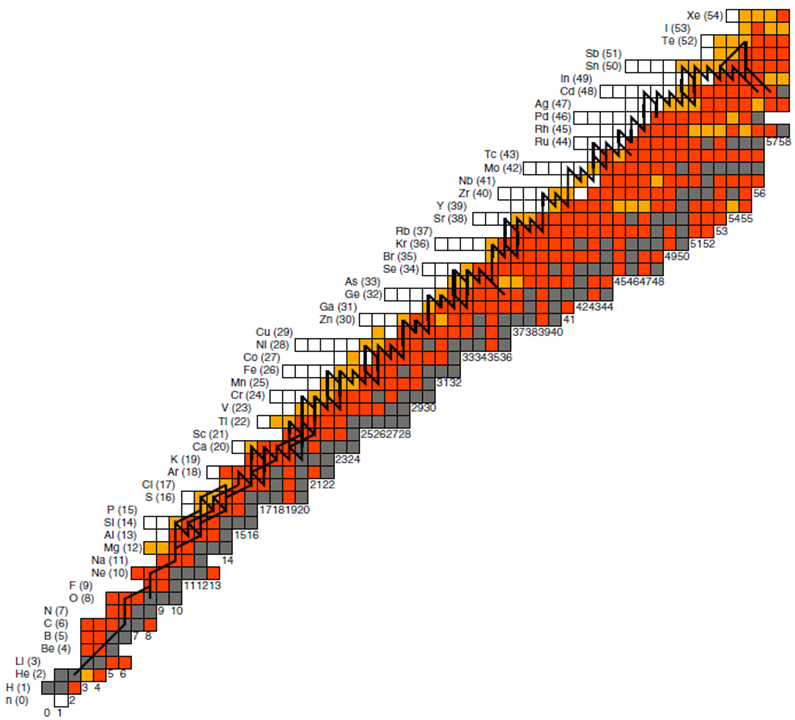 Xe (54)
I (53)
Te (52)
Sb (51)
Sn (50)
In (49)
Cd (48)
Ag (47)
Pd (46)
Rh (45)
Ru (44)
5758
Tc (43)
Mo (42)
Nb (41)
Zr (40)
56
Y (39)
Sr (38)
5455
Rb (37)
53
Kr (36)
5152
Br (35)
Se (34)
4950
As (33)
45464748
Ge (32)
Ga (31)
424344
Zn (30)
41
Cu (29)
37383940
NI (28)
Co (27)
33343536
Fe (26)
Mn (25)
3132
Cr (24)
V (23)
2930
TI (22)
Sc (21)
25262728
Ca (20)
K (19)
2324
Ar (18)
Cl (17)
2122
S (16)
P (15)
17181920
SI (14)
Al (13)
1516
Mg (12)
Na (11)
14
Ne (10)
F (9)
111213
O (8)
N (7)
9 10
C (6)
B (5)
7 8
Be (4)
LI (3)
He (2)
5 6
H (1)
3 4
n (0)
2
0 1